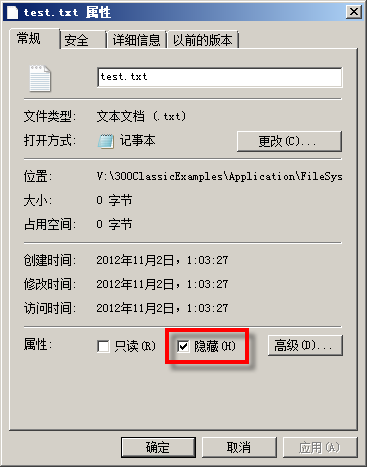 test.txt 属性
常规 安全 详细信息 以前的版本
test.txt
文件类型: 文本文档 (.txt)
打开方式: 记事本 更改(C)...
位置: V:\300ClassicExamples\Application\FileSys
大小: 0 字节
占用空间: 0 字节
创建时间: 2012年11月2日，1:03:27
修改时间: 2012年11月2日，1:03:27
访问时间: 2012年11月2日，1:03:27
属性: 只读(R) 隐藏(H) 高级(D)...
确定 取消 应用(A)